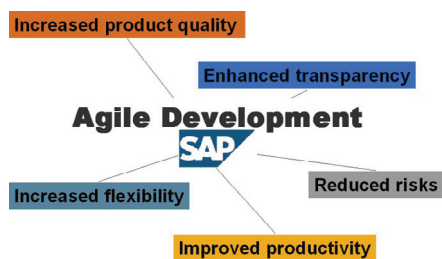 Increased product quality
Enhanced transparency
Agile Development
SAP
Reduced risks
Increased flexibility
Improved productivity